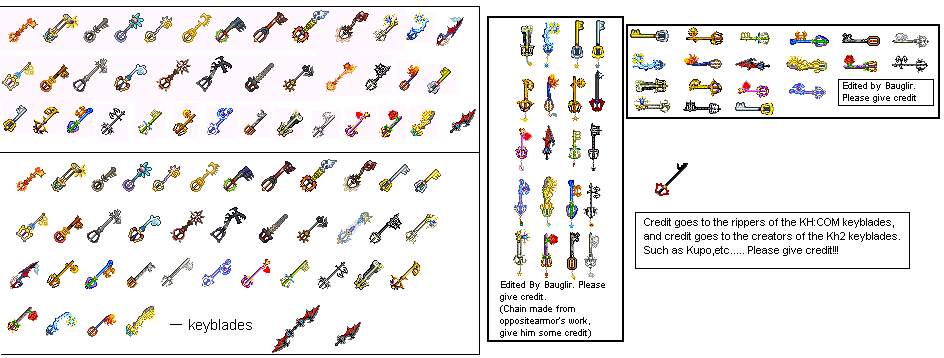 Edited by Bauglir.
Please give credit
Credit goes to the rippers of the KH:COM keyblades,
and credit goes to the creators of the Kh2 keyblades.
Such as Kupo,etc..... Please give credit!!!
Edited By Bauglir. Please
give credit.
(Chain made from
oppositearmor's work,
give him some credit)
— keyblades